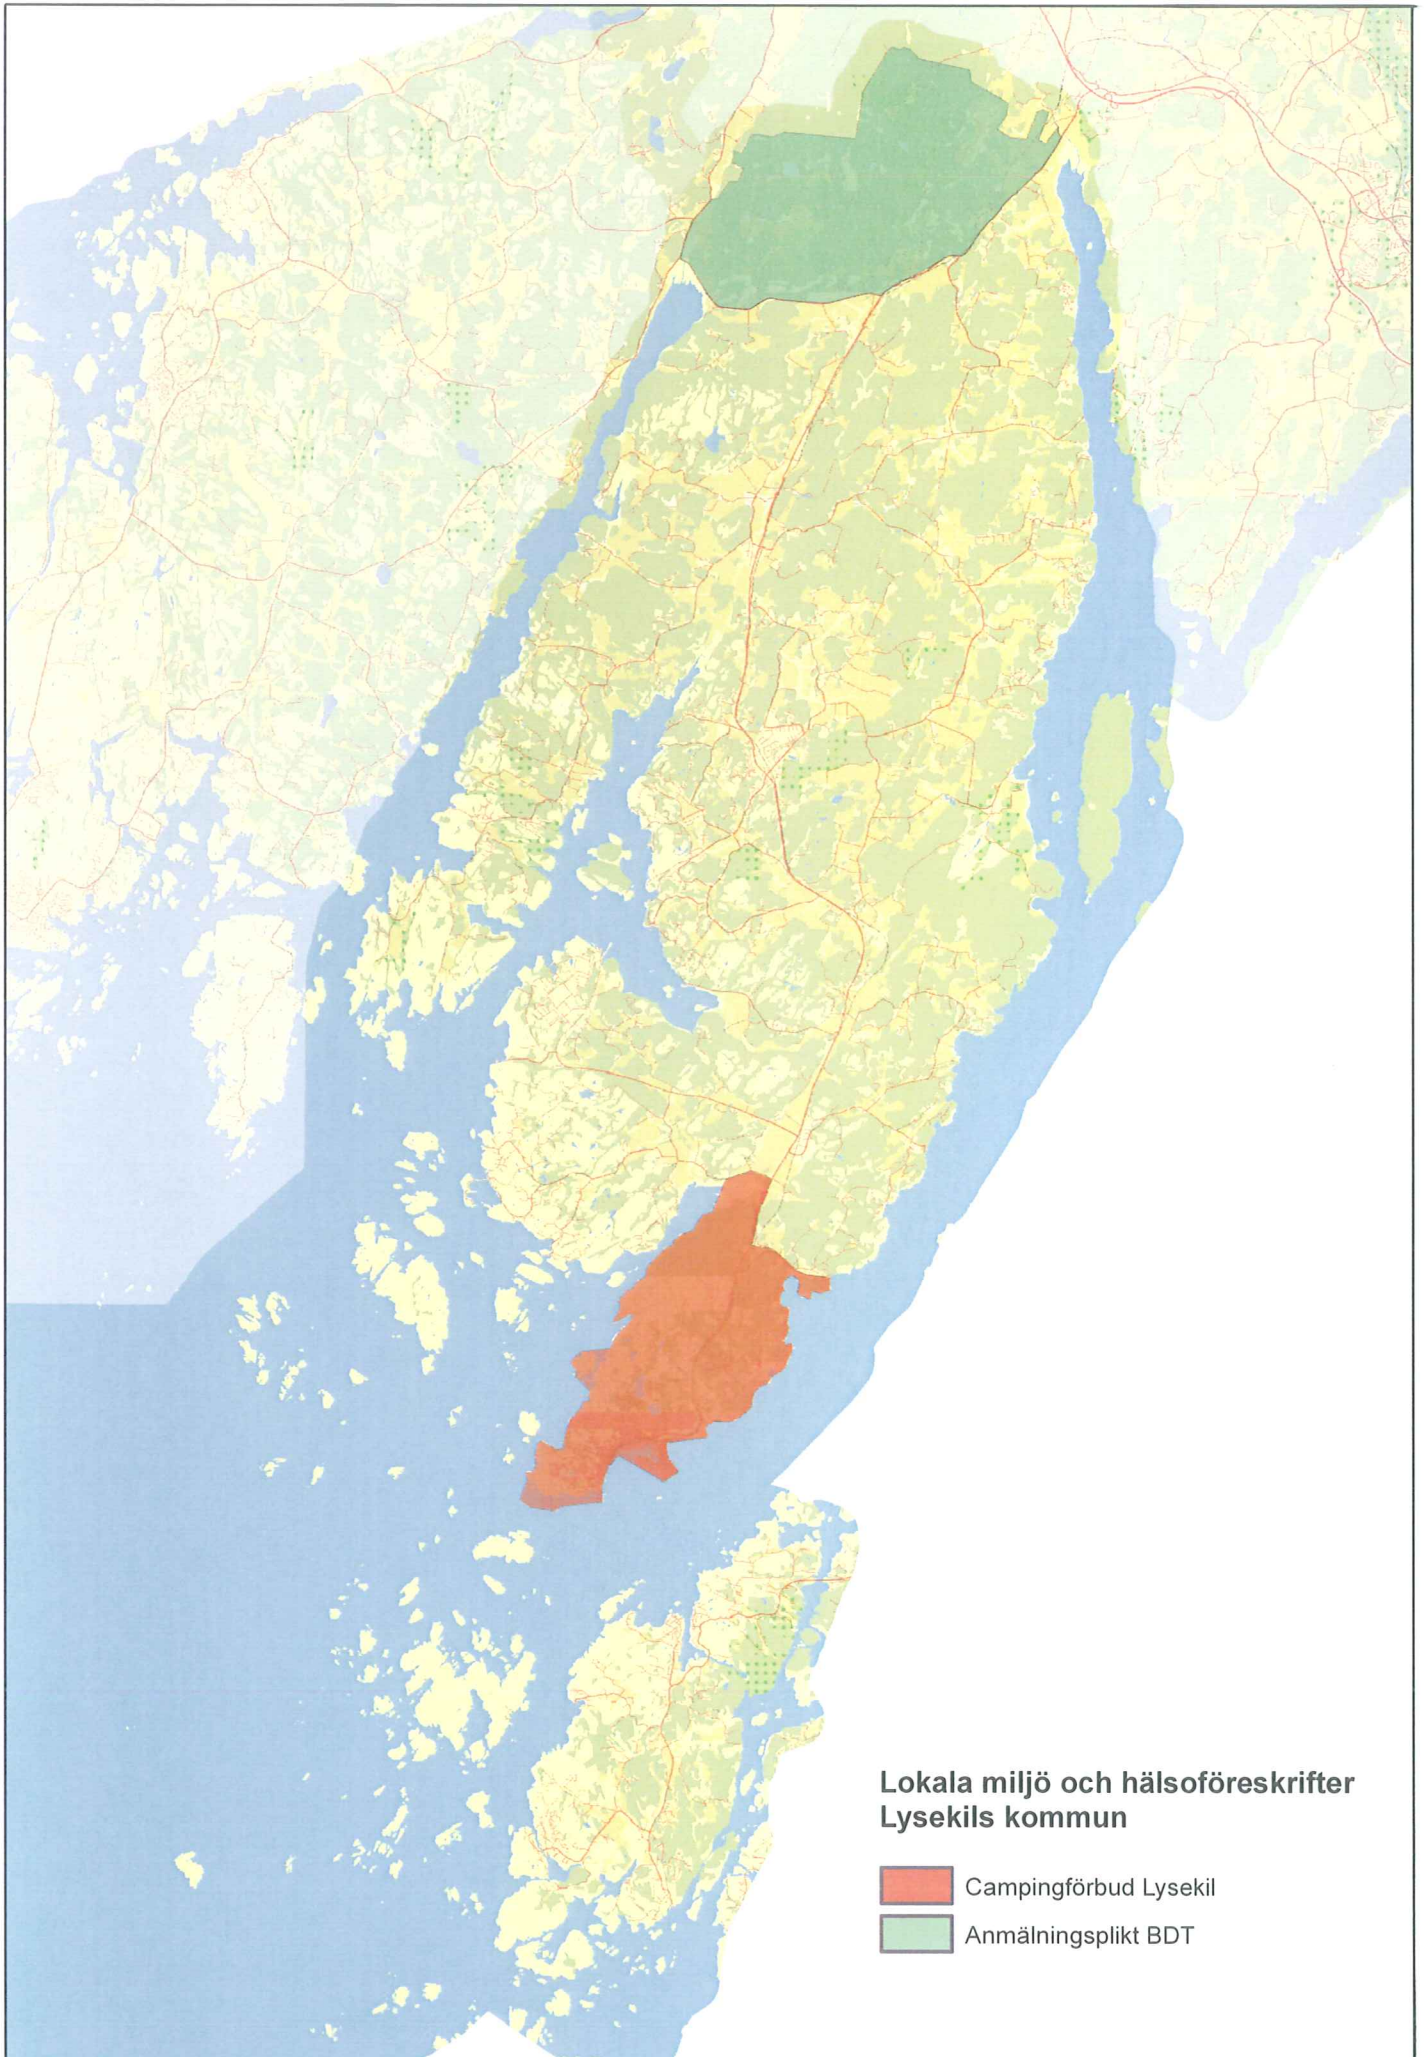 Lokala miljö och hälsoföreskrifter
Lysekils kommun
Campingförbud Lysekil
Anmälningsplikt BDT